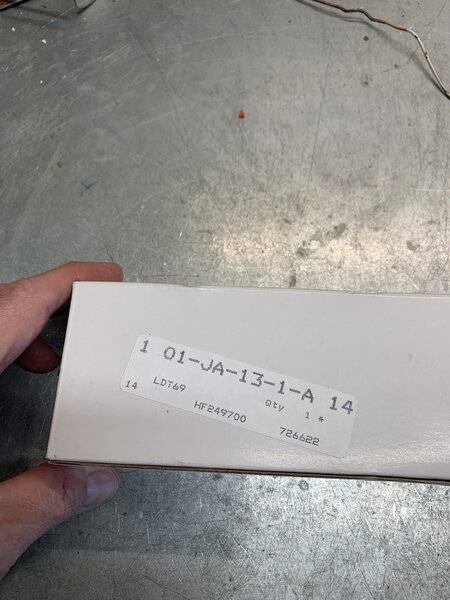 1 01-JA-13-1-A 14
14 LDT69 Qty 1 *
HF249700 726622